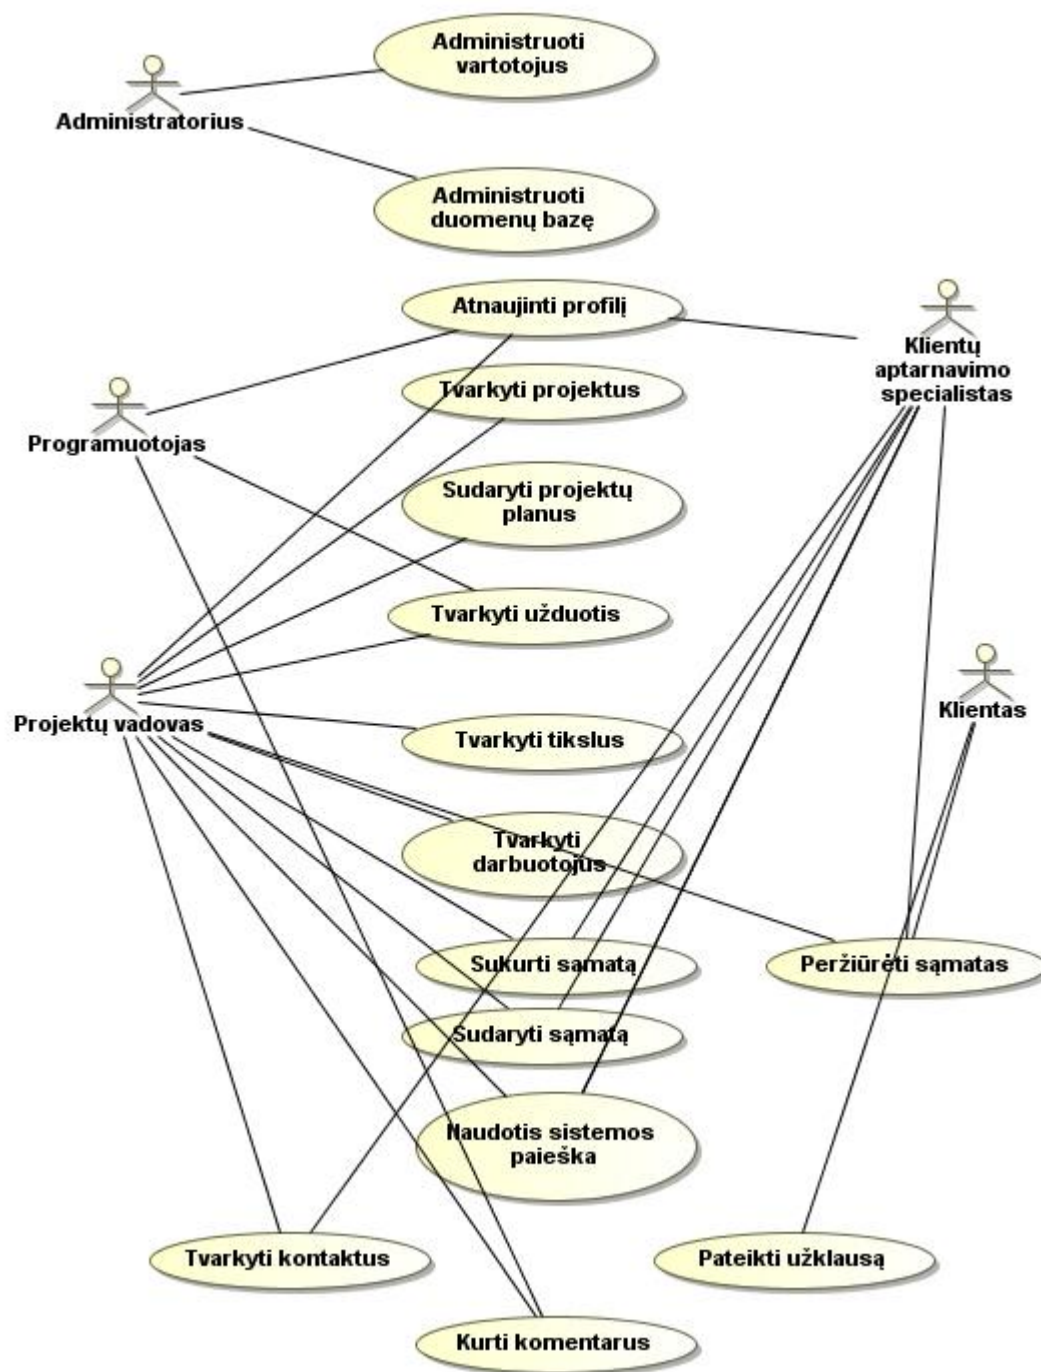 Administruoti
vartotojus
Administratorius
Administruoti
duomenų bazę
Atnaujinti profilį
Klientų
aptarnavimo
specialistas
Tvarkyti projektus
Programuotojas
Sudaryti projektų
planus
Tvarkyti užduotis
Projektų vadovas
Klientas
Tvarkyti tikslus
Tvarkyti
darbuotojus
Sukurti sąmatą
Peržiūrėti sąmatas
Sudaryti sąmatą
Naudotis sistemos
paieška
Tvarkyti kontaktus
Pateikti užklausą
Kurti komentarus